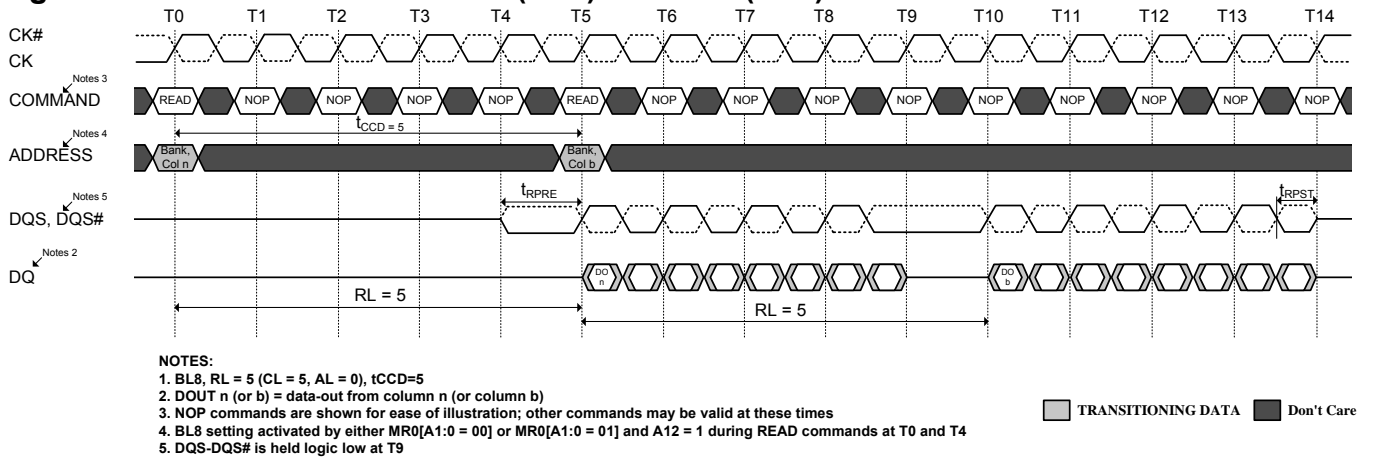 T0 T1 T2 T3 T4 T5 T6 T7 T8 T9 T10 T11 T12 T13 T14
CK#
CK
Notes 3
COMMAND READ NOP NOP NOP NOP READ NOP NOP NOP NOP NOP NOP NOP NOP NOP
tCCD = 5
Notes 4
ADDRESS
Bank, Col n
Bank, Col b
tRPRE
tRPST
Notes 5
DQS, DQS#
Notes 2
DQ
DO n
DO b
RL = 5
RL = 5
NOTES:
1. BL8, RL = 5 (CL = 5, AL = 0), tCCD=5
2. DOUT n (or b) = data-out from column n (or column b)
3. NOP commands are shown for ease of illustration; other commands may be valid at these times
4. BL8 setting activated by either MR0[A1:0 = 00] or MR0[A1:0 = 01] and A12 = 1 during READ commands at T0 and T4
5. DQS-DQS# is held logic low at T9
TRANSITIONING DATA
Don't Care